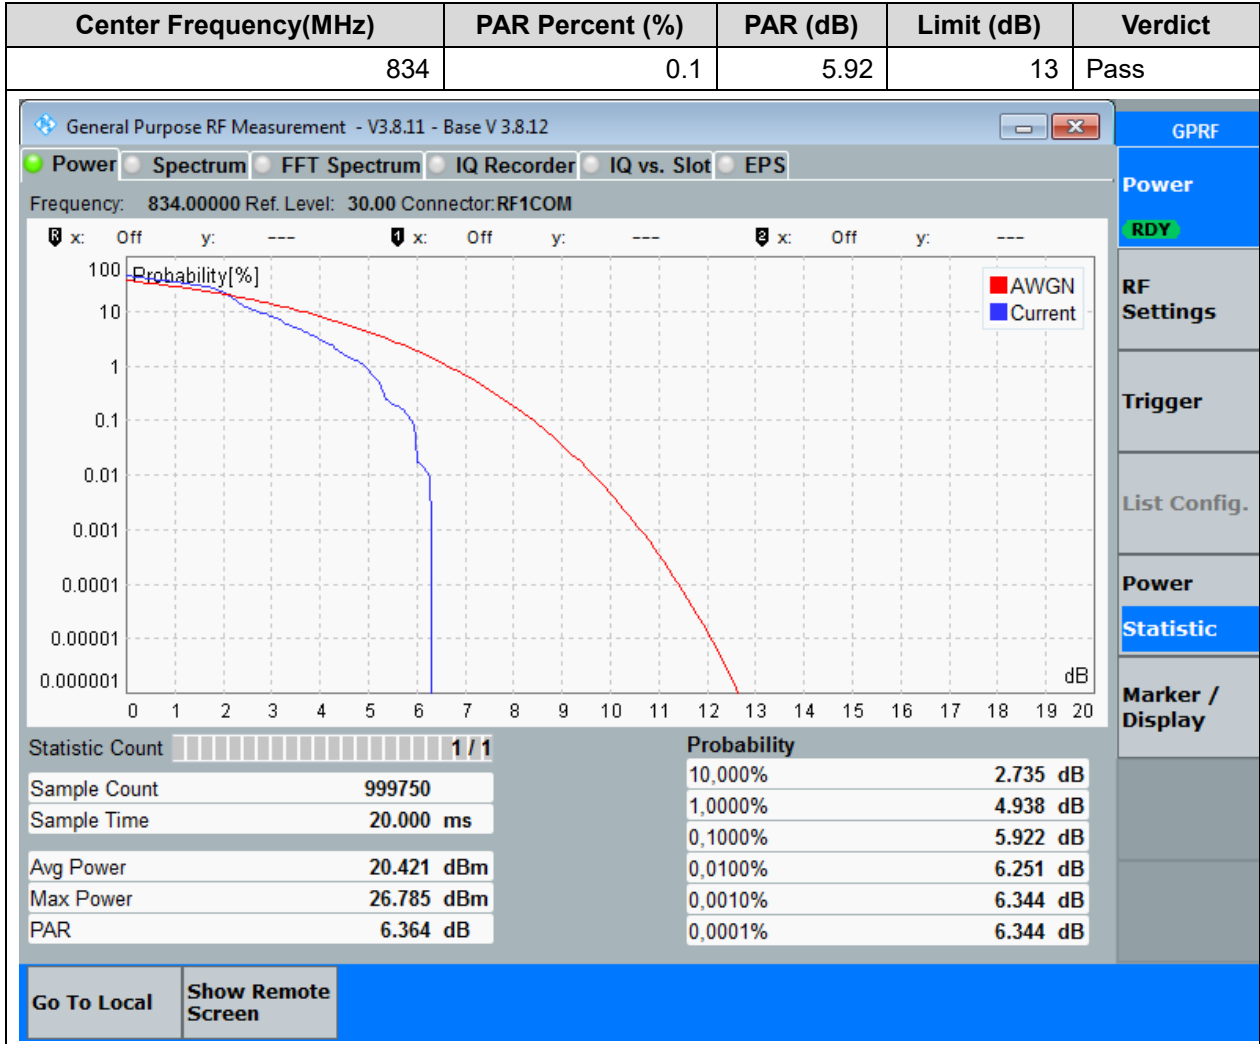 Center Frequency(MHz) PAR Percent (%) PAR (dB) Limit (dB) Verdict
834 0.1 5.92 13 Pass
General Purpose RF Measurement - V3.8.11 - Base V 3.8.12
GPRF
Power Spectrum FFT Spectrum IQ Recorder IQ vs. Slot EPS
Power
RDY
Frequency: 834.00000 Ref. Level: 30.00 Connector: RF1COM
R x: Off y: --- 1 x: Off y: --- 2 x: Off y: ---
Probability[%]
AWGN
Current
100
10
1
0.1
0.01
0.001
0.0001
0.00001
0.000001
dB
0 1 2 3 4 5 6 7 8 9 10 11 12 13 14 15 16 17 18 19 20
RF
Settings
Trigger
List Config.
Power
Statistic
Marker /
Display
Statistic Count 1 / 1
Sample Count 999750
Sample Time 20.000 ms
Avg Power 20.421 dBm
Max Power 26.785 dBm
PAR 6.364 dB
Probability
10,000% 2.735 dB
1,0000% 4.938 dB
0,1000% 5.922 dB
0,0100% 6.251 dB
0,0010% 6.344 dB
0,0001% 6.344 dB
Go To Local
Show Remote
Screen